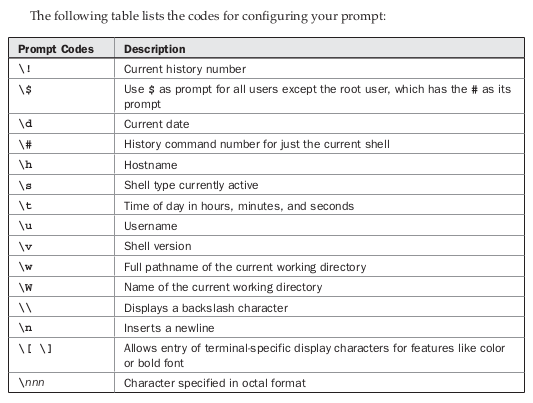 The following table lists the codes for configuring your prompt:
Prompt Codes Description
\! Current history number
\$ Use $ as prompt for all users except the root user, which has the # as its
prompt
\d Current date
\# History command number for just the current shell
\h Hostname
\s Shell type currently active
\t Time of day in hours, minutes, and seconds
\u Username
\v Shell version
\w Full pathname of the current working directory
\W Name of the current working directory
\\ Displays a backslash character
\n Inserts a newline
\[ \] Allows entry of terminal-specific display characters for features like color
or bold font
\nnn Character specified in octal format